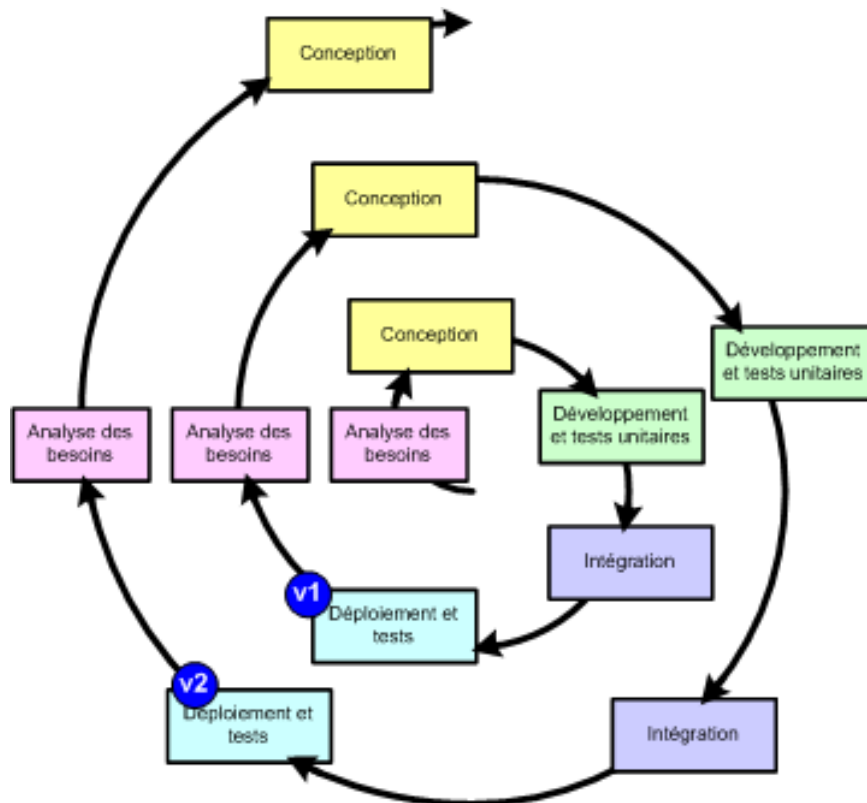 Conception
Conception
Conception
Développement
et tests unitaires
Analyse des
besoins
Analyse des
besoins
Analyse des
besoins
Développement
et tests unitaires
Intégration
v1
Déploiement et
tests
v2
Déploiement et
tests
Intégration